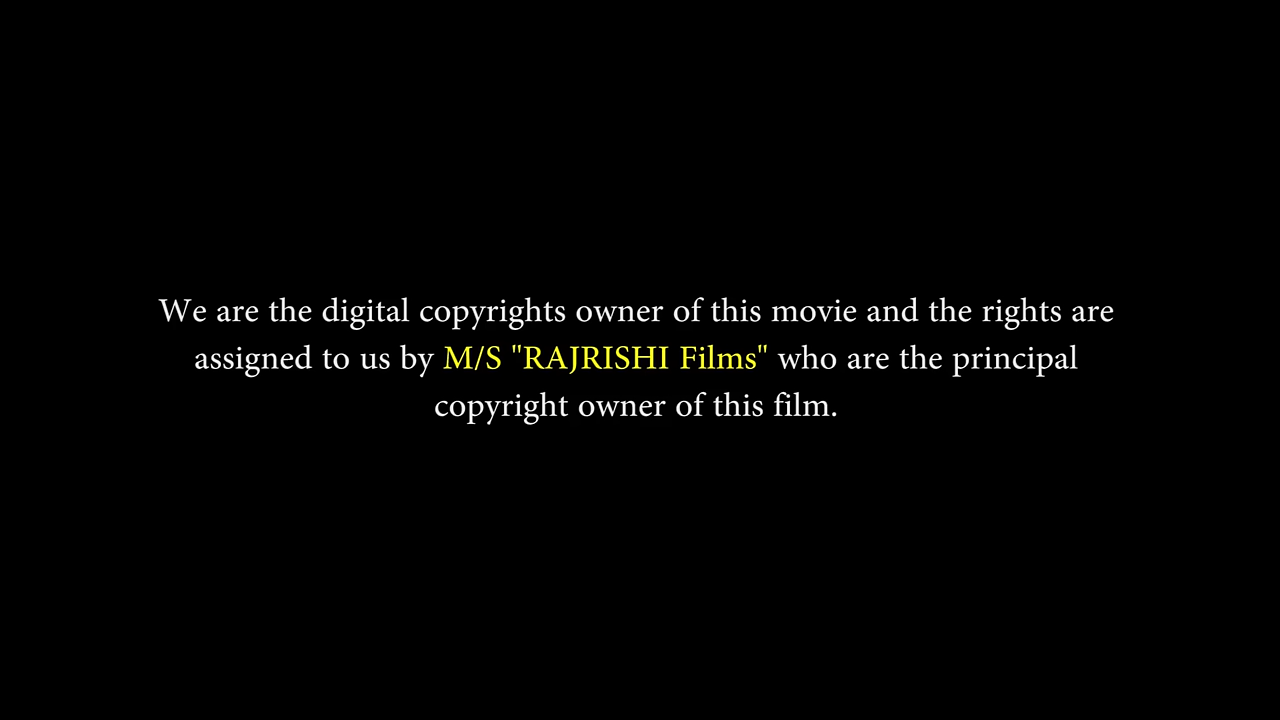 We are the digital copyrights owner of this movie and the rights are
assigned to us by M/S "RAJRISHI Films" who are the principal
copyright owner of this film.